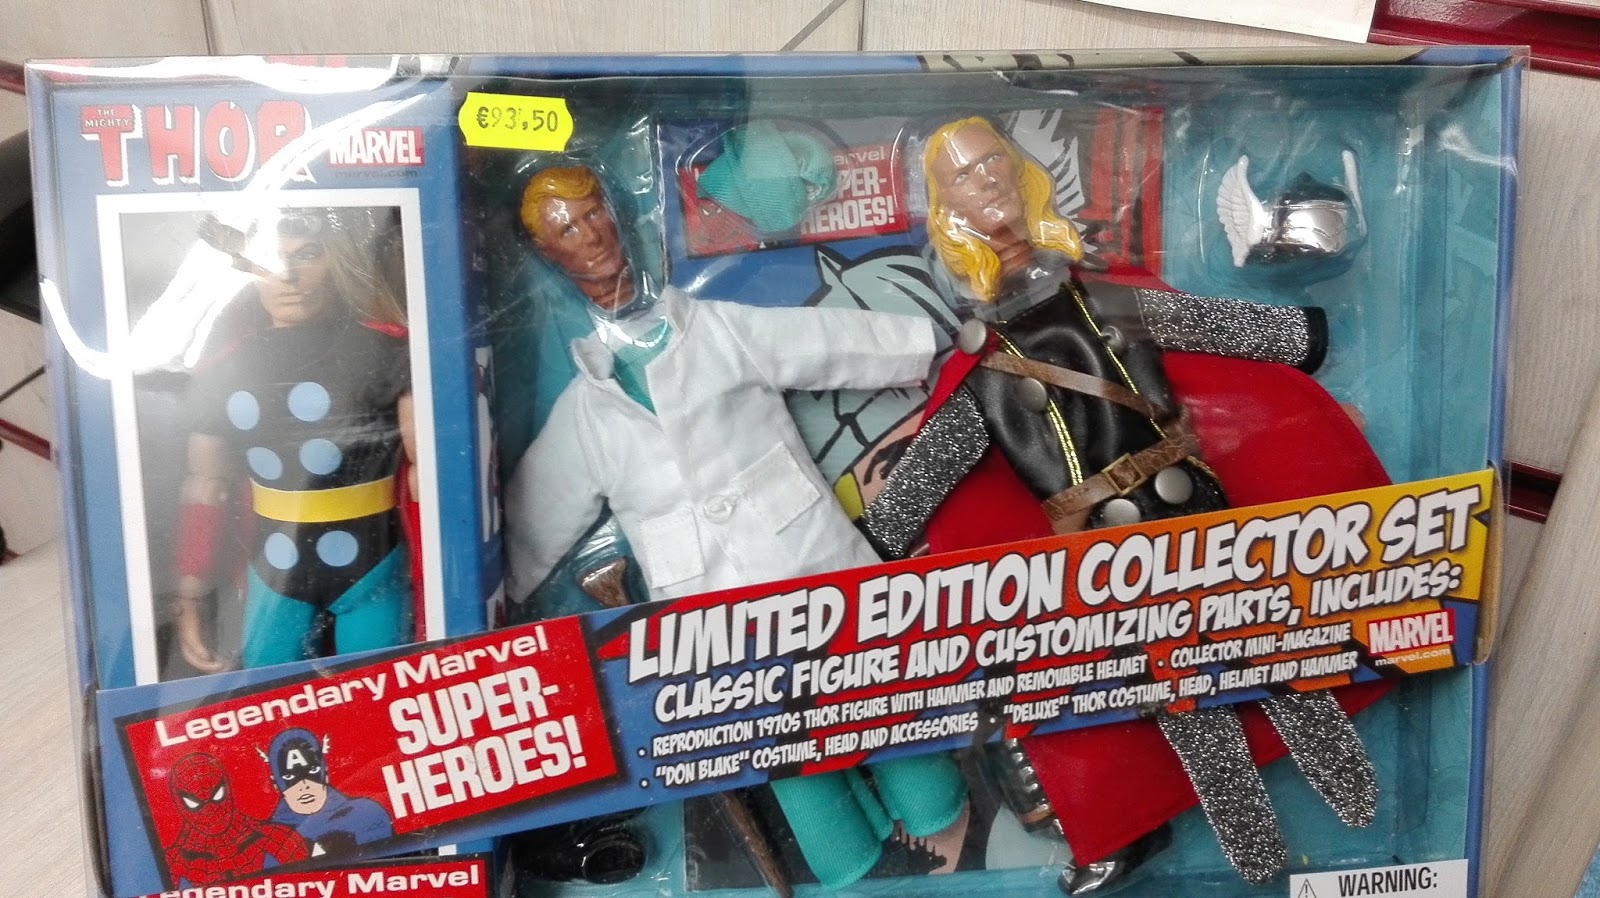 THE
MIGHTY
THOR
MARVEL
marvel.com
€93,50
Marvel
SUPER-
HEROES!
LIMITED EDITION COLLECTOR SET
CLASSIC FIGURE AND CUSTOMIZING PARTS, INCLUDES:
· REPRODUCTION 1970S THOR FIGURE WITH HAMMER AND REMOVABLE HELMET · COLLECTOR MINI-MAGAZINE
· "DON BLAKE" COSTUME, HEAD AND ACCESSORIES · "DELUXE" THOR COSTUME, HEAD, HELMET AND HAMMER
MARVEL
marvel.com
Legendary Marvel
SUPER-
HEROES!
A
Legendary Marvel
WARNING: